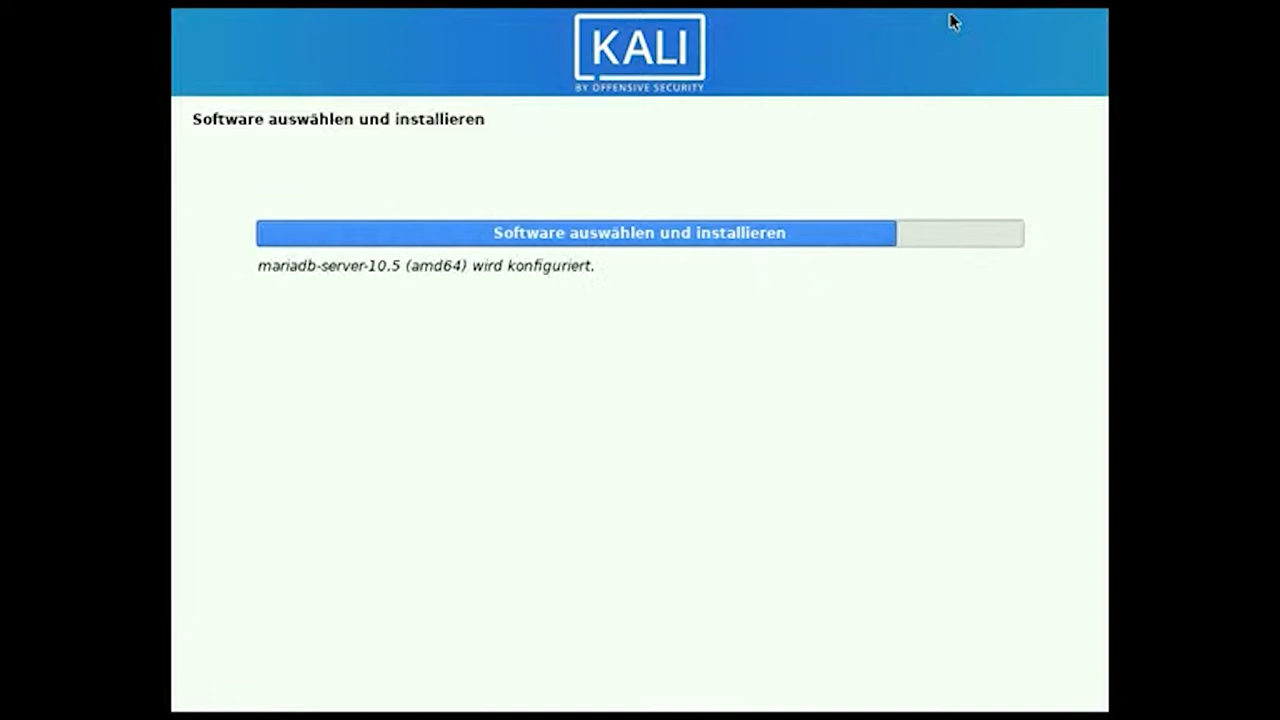 KALI
BY OFFENSIVE SECURITY
Software auswählen und installieren
Software auswählen und installieren
mariadb-server-10.5 (amd64) wird konfiguriert.